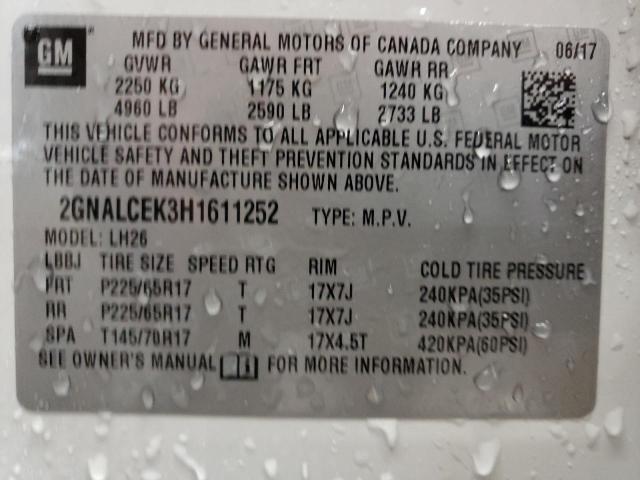 GM
MFD BY GENERAL MOTORS OF CANADA COMPANY 06/17
GVWR GAWR FRT GAWR RR
2250 KG 1175 KG 1240 KG
4960 LB 2590 LB 2733 LB
THIS VEHICLE CONFORMS TO ALL APPLICABLE U.S. FEDERAL MOTOR
VEHICLE SAFETY AND THEFT PREVENTION STANDARDS IN EFFECT ON
THE DATE OF MANUFACTURE SHOWN ABOVE.
2GNALCEK3H1611252 TYPE: M.P.V.
MODEL: LH26
LBBJ TIRE SIZE SPEED RTG RIM COLD TIRE PRESSURE
FRT P225/65R17 T 17X7J 240KPA(35PSI)
RR P225/65R17 T 17X7J 240KPA(35PSI)
SPA T145/70R17 M 17X4.5T 420KPA(60PSI)
SEE OWNER'S MANUAL FOR MORE INFORMATION.